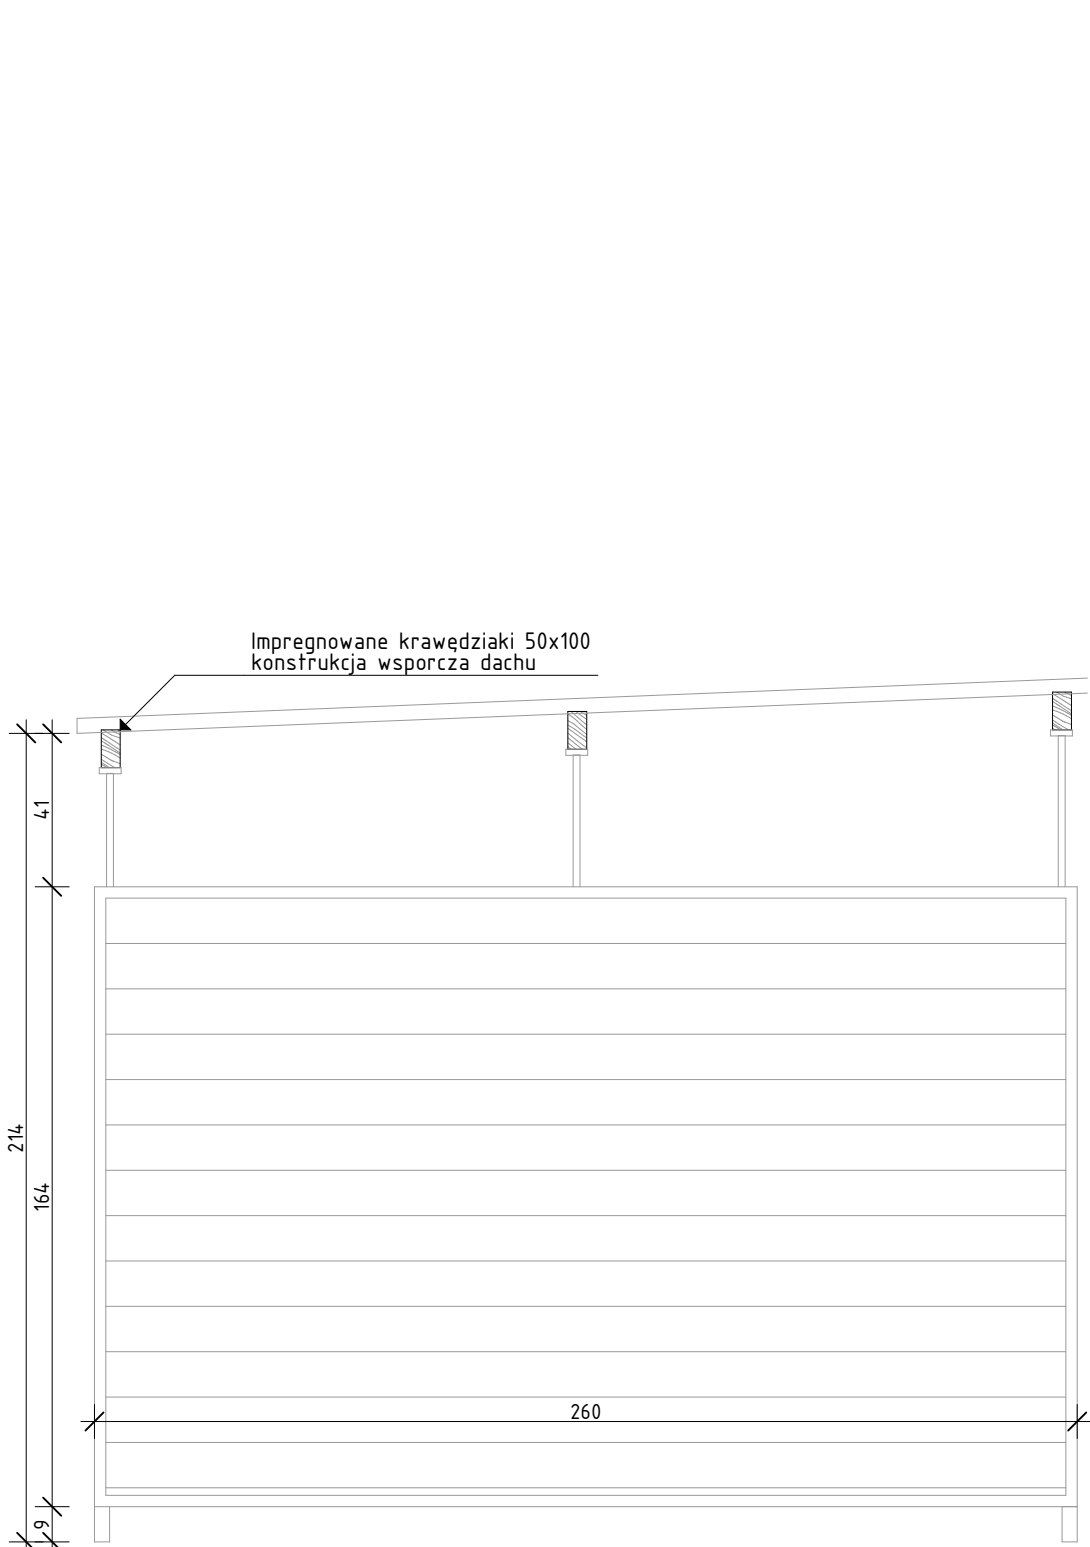 Impregnowane krawędziaki 50x100
konstrukcja wsporcza dachu
41
214
164
260
9